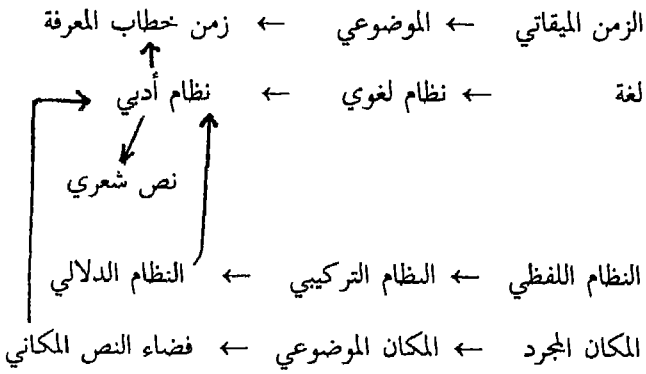 الزمن الميقاتي ← الموضوعي ← زمن خطاب المعرفة
لغة ← نظام لغوي ← نظام أدبي
نص شعري
النظام اللفظي ← النظام التركيبي ← النظام الدلالي
المكان المجرد ← المكان الموضوعي ← فضاء النص المكاني